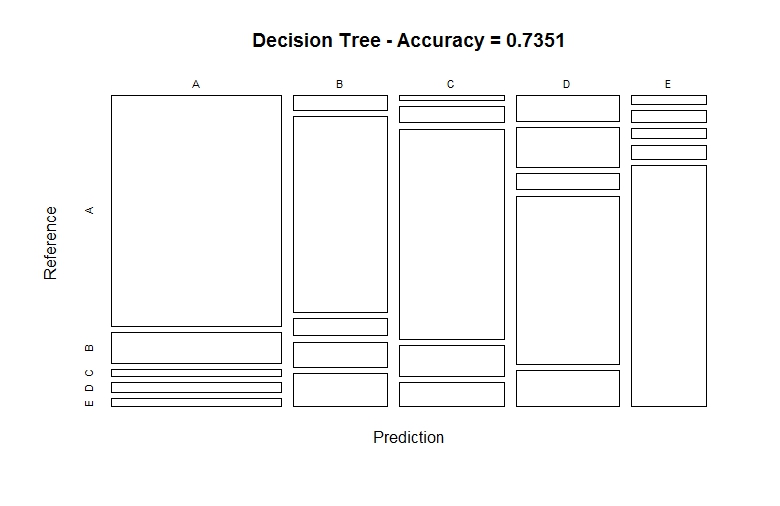 Decision Tree - Accuracy = 0.7351
A B C D E
Reference
A
B
C
D
E
Prediction